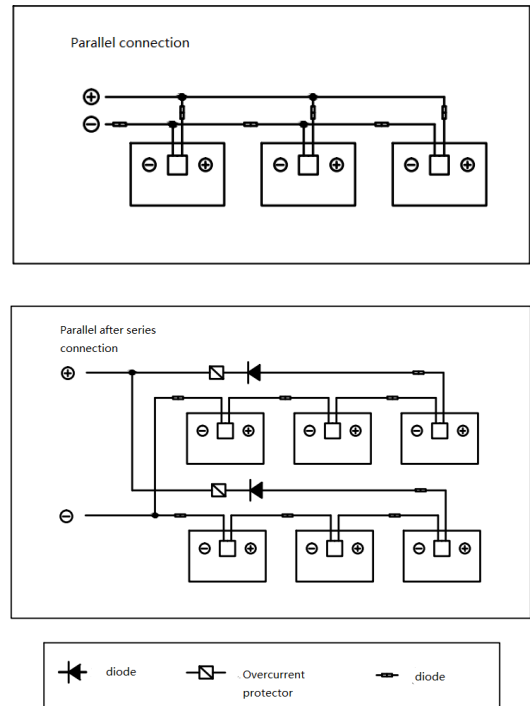 Parallel connection
Parallel after series
connection
diode
Overcurrent
protector
diode